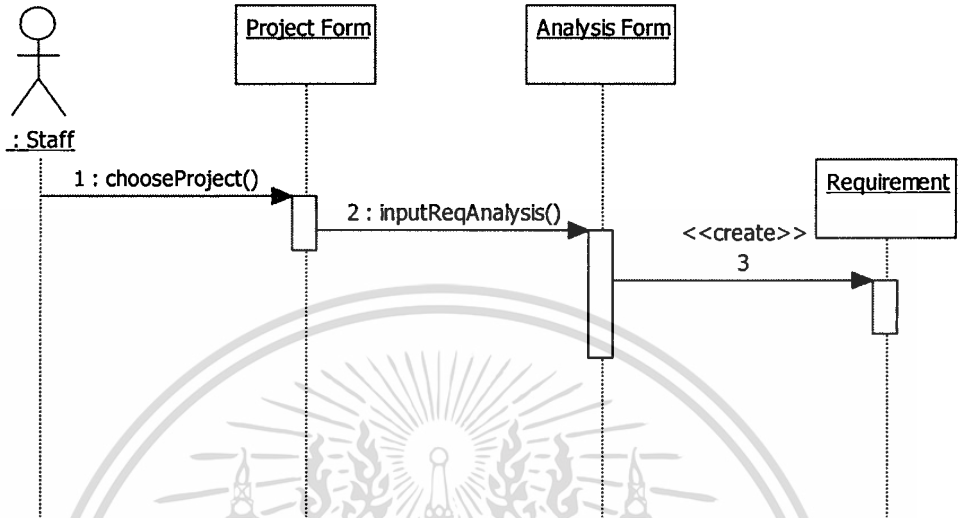 Project Form
Analysis Form
: Staff
1 : chooseProject()
Requirement
2 : inputReqAnalysis()
<<create>>
3